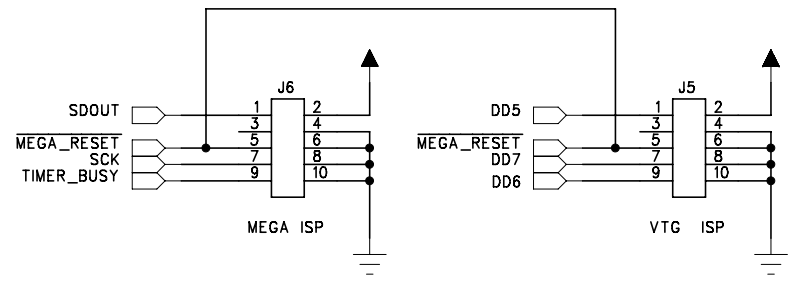 J6
SDOUT 1 2
3 4
MEGA_RESET 5 6
SCK 7 8
TIMER_BUSY 9 10
MEGA ISP
J5
DD5 1 2
3 4
MEGA_RESET 5 6
DD7 7 8
DD6 9 10
VTG ISP